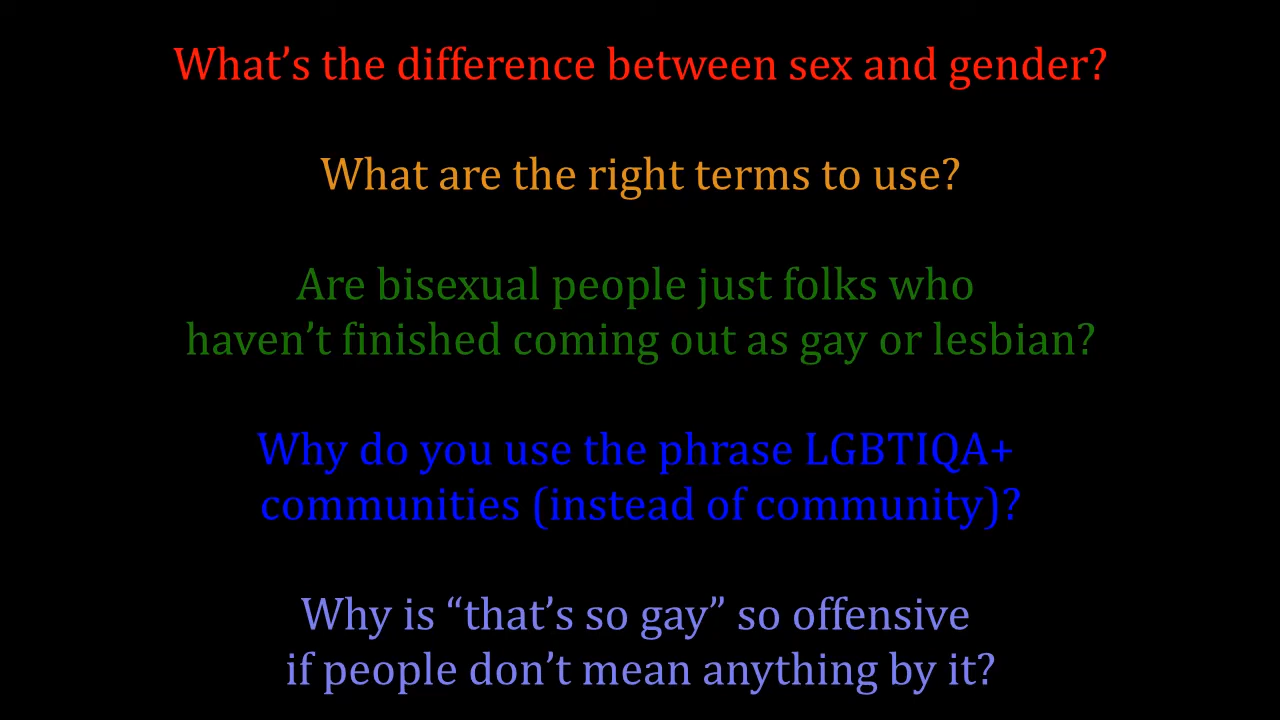 What’s the difference between sex and gender?
What are the right terms to use?
Are bisexual people just folks who
haven’t finished coming out as gay or lesbian?
Why do you use the phrase LGBTIQA+
communities (instead of community)?
Why is “that’s so gay” so offensive
if people don’t mean anything by it?